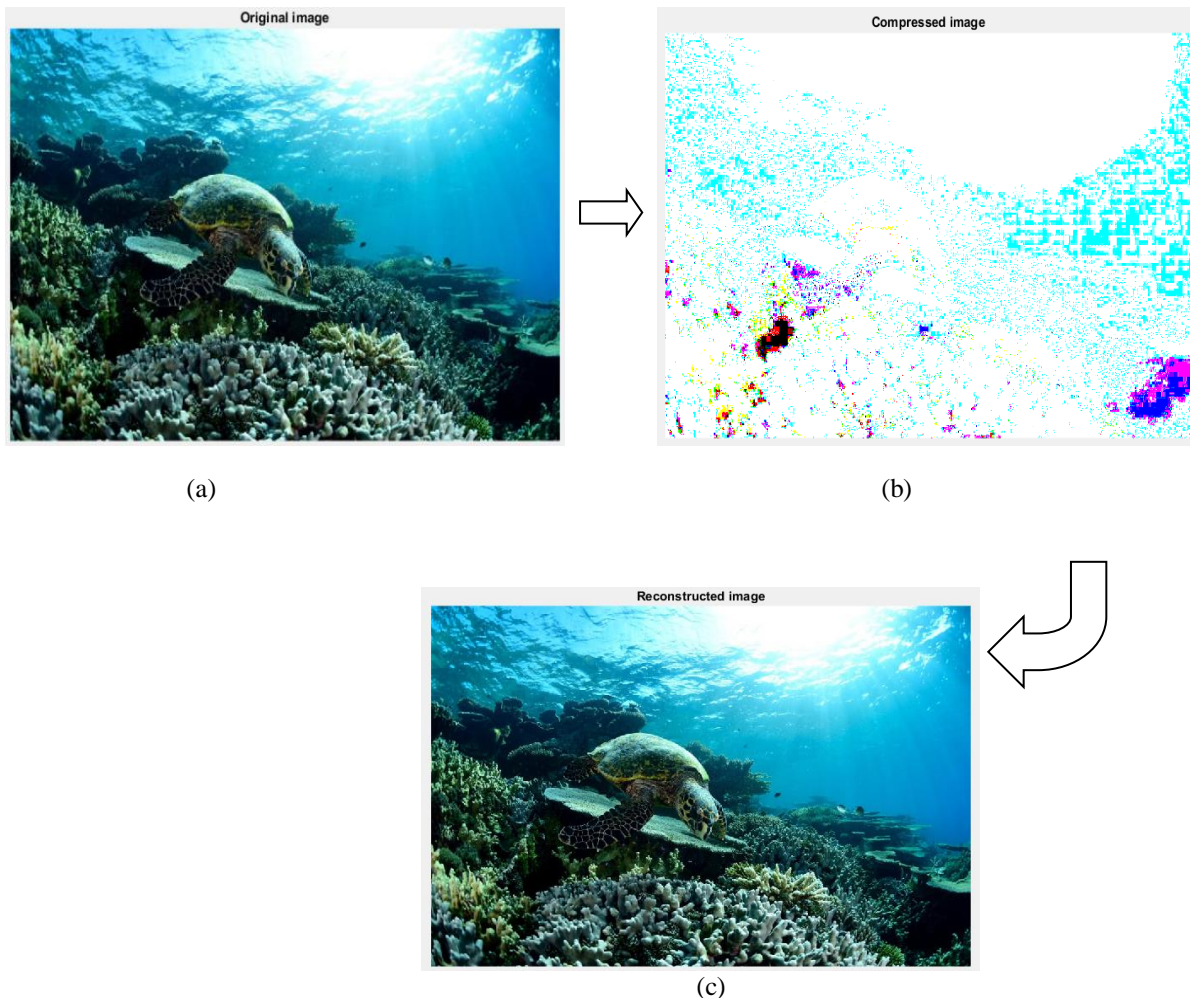 Original image
Compressed image
(a)
(b)
Reconstructed image
(c)